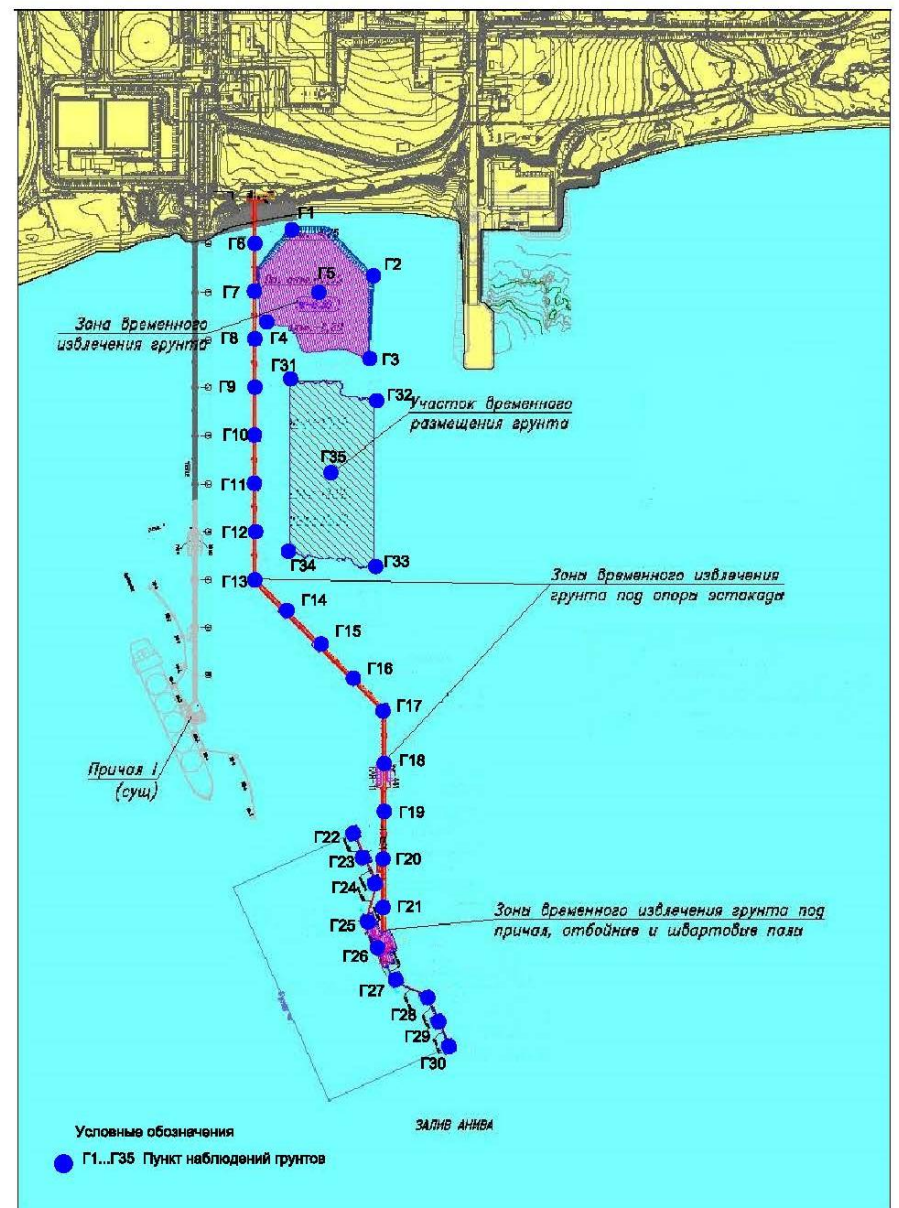 Г1
Г6
Г2
Г7
Г5
Зона временного
извлечения грунта
Г4
Г8
Г3
Г31
Г9
Г32
Участок временного
размещения грунта
Г10
Г35
Г11
Г12
Г34
Г33
Г13
Зоны временного извлечения
грунта под опоры эстакады
Г14
Г15
Г16
Г17
Причал I
(сущ)
Г18
Г19
Г22
Г23
Г20
Г24
Г21
Зоны временного извлечения грунта под
причал, отбойные и швартовые палы
Г25
Г26
Г27
Г28
Г29
Г30
ЗАЛИВ АНИВА
Условные обозначения
Г1...Г35 Пункт наблюдений грунтов